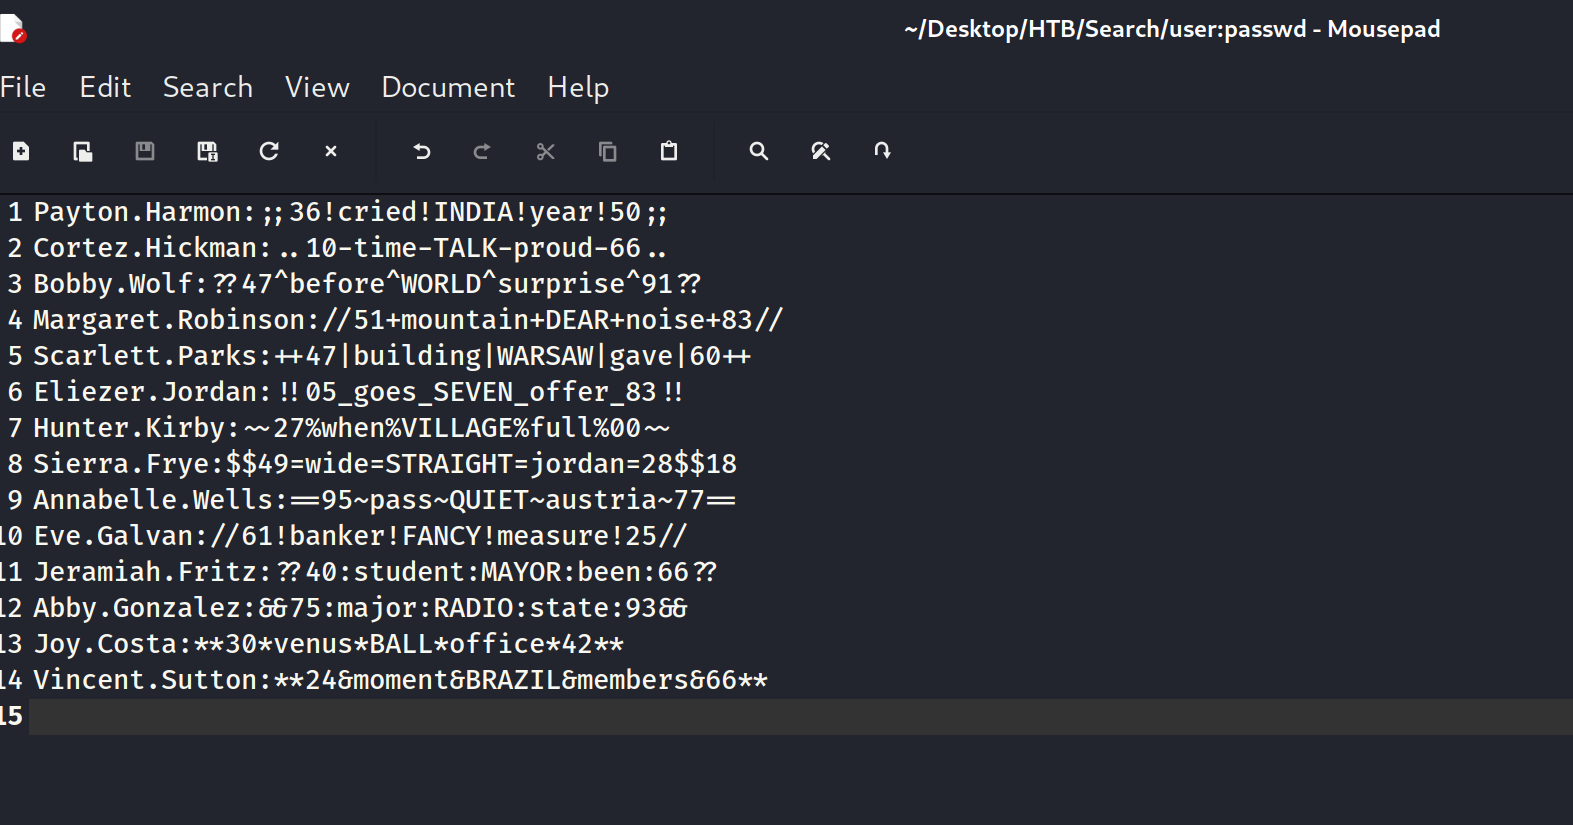 ~/Desktop/HTB/Search/user:passwd - Mousepad
File Edit Search View Document Help
1 Payton.Harmon:;;36!cried!INDIA!year!50;;
2 Cortez.Hickman:..10-time-TALK-proud-66..
3 Bobby.Wolf:??47^before^WORLD^surprise^91??
4 Margaret.Robinson://51+mountain+DEAR+noise+83//
5 Scarlett.Parks:++47|building|WARSAW|gave|60++
6 Eliezer.Jordan:!!05_goes_SEVEN_offer_83!!
7 Hunter.Kirby:~~27%when%VILLAGE%full%00~~
8 Sierra.Frye:$$49=wide=STRAIGHT=jordan=28$$18
9 Annabelle.Wells:==95~pass~QUIET~austria~77==
10 Eve.Galvan://61!banker!FANCY!measure!25//
11 Jeramiah.Fritz:??40:student:MAYOR:been:66??
12 Abby.Gonzalez:&&75:major:RADIO:state:93&&
13 Joy.Costa:**30*venus*BALL*office*42**
14 Vincent.Sutton:**24&moment&BRAZIL&members&66**
15